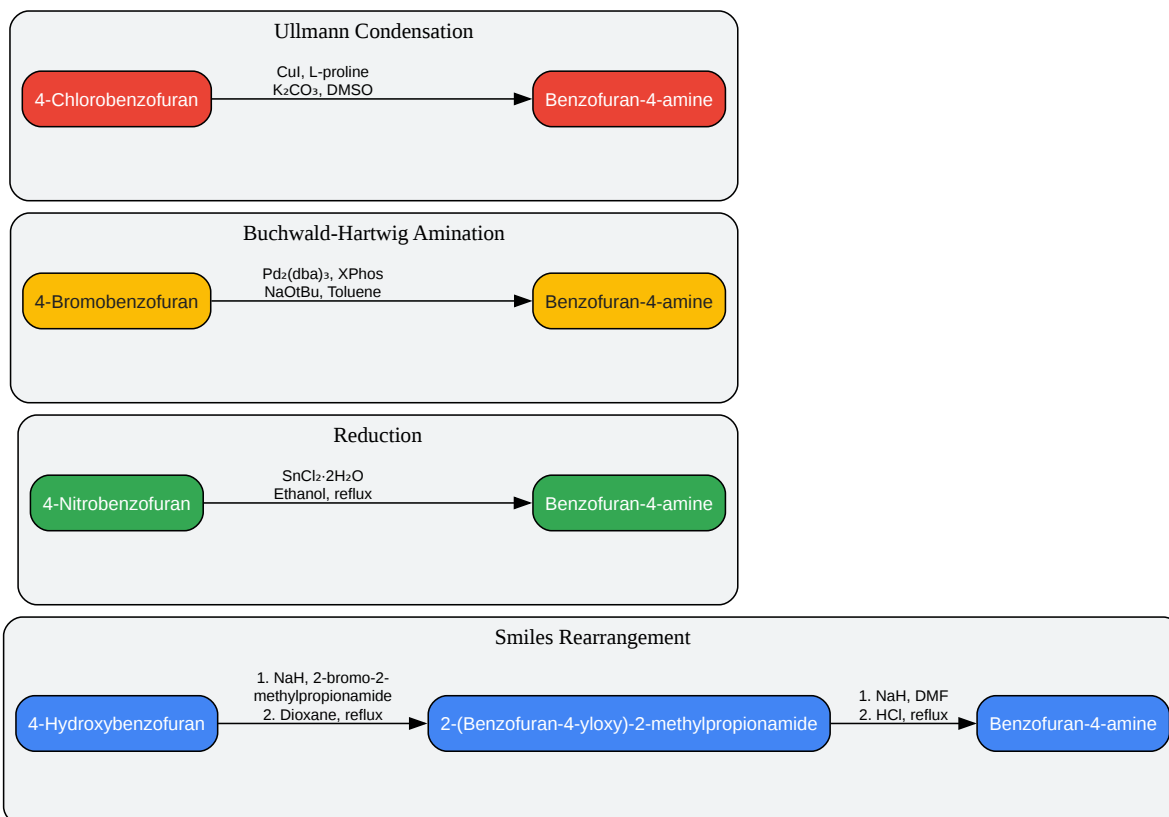 Ullmann Condensation
CuI, L-proline
K₂CO₃, DMSO
4-Chlorobenzofuran
Benzofuran-4-amine
Buchwald-Hartwig Amination
Pd₂(dba)₃, XPhos
NaOtBu, Toluene
4-Bromobenzofuran
Benzofuran-4-amine
Reduction
SnCl₂·2H₂O
Ethanol, reflux
4-Nitrobenzofuran
Benzofuran-4-amine
Smiles Rearrangement
1. NaH, 2-bromo-2-
methylpropionamide
2. Dioxane, reflux
1. NaH, DMF
2. HCl, reflux
4-Hydroxybenzofuran
2-(Benzofuran-4-yloxy)-2-methylpropionamide
Benzofuran-4-amine